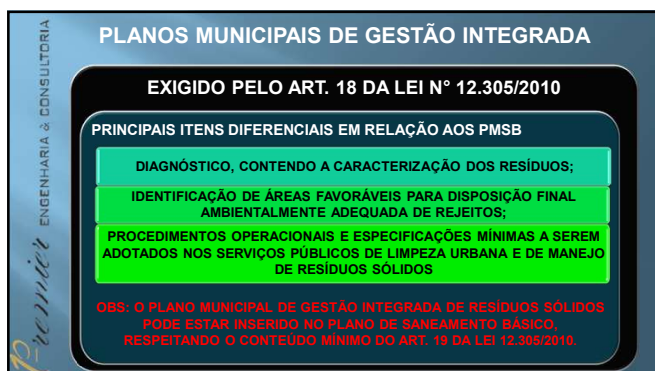 PLANOS MUNICIPAIS DE GESTÃO INTEGRADA
EXIGIDO PELO ART. 18 DA LEI N° 12.305/2010
PRINCIPAIS ITENS DIFERENCIAIS EM RELAÇÃO AOS PMSB
DIAGNÓSTICO, CONTENDO A CARACTERIZAÇÃO DOS RESÍDUOS;
IDENTIFICAÇÃO DE ÁREAS FAVORÁVEIS PARA DISPOSIÇÃO FINAL
AMBIENTALMENTE ADEQUADA DE REJEITOS;
PROCEDIMENTOS OPERACIONAIS E ESPECIFICAÇÕES MÍNIMAS A SEREM
ADOTADOS NOS SERVIÇOS PÚBLICOS DE LIMPEZA URBANA E DE MANEJO
DE RESÍDUOS SÓLIDOS
OBS: O PLANO MUNICIPAL DE GESTÃO INTEGRADA DE RESÍDUOS SÓLIDOS
PODE ESTAR INSERIDO NO PLANO DE SANEAMENTO BÁSICO,
RESPEITANDO O CONTEÚDO MÍNIMO DO ART. 19 DA LEI 12.305/2010.
Premier ENGENHARIA & CONSULTORIA